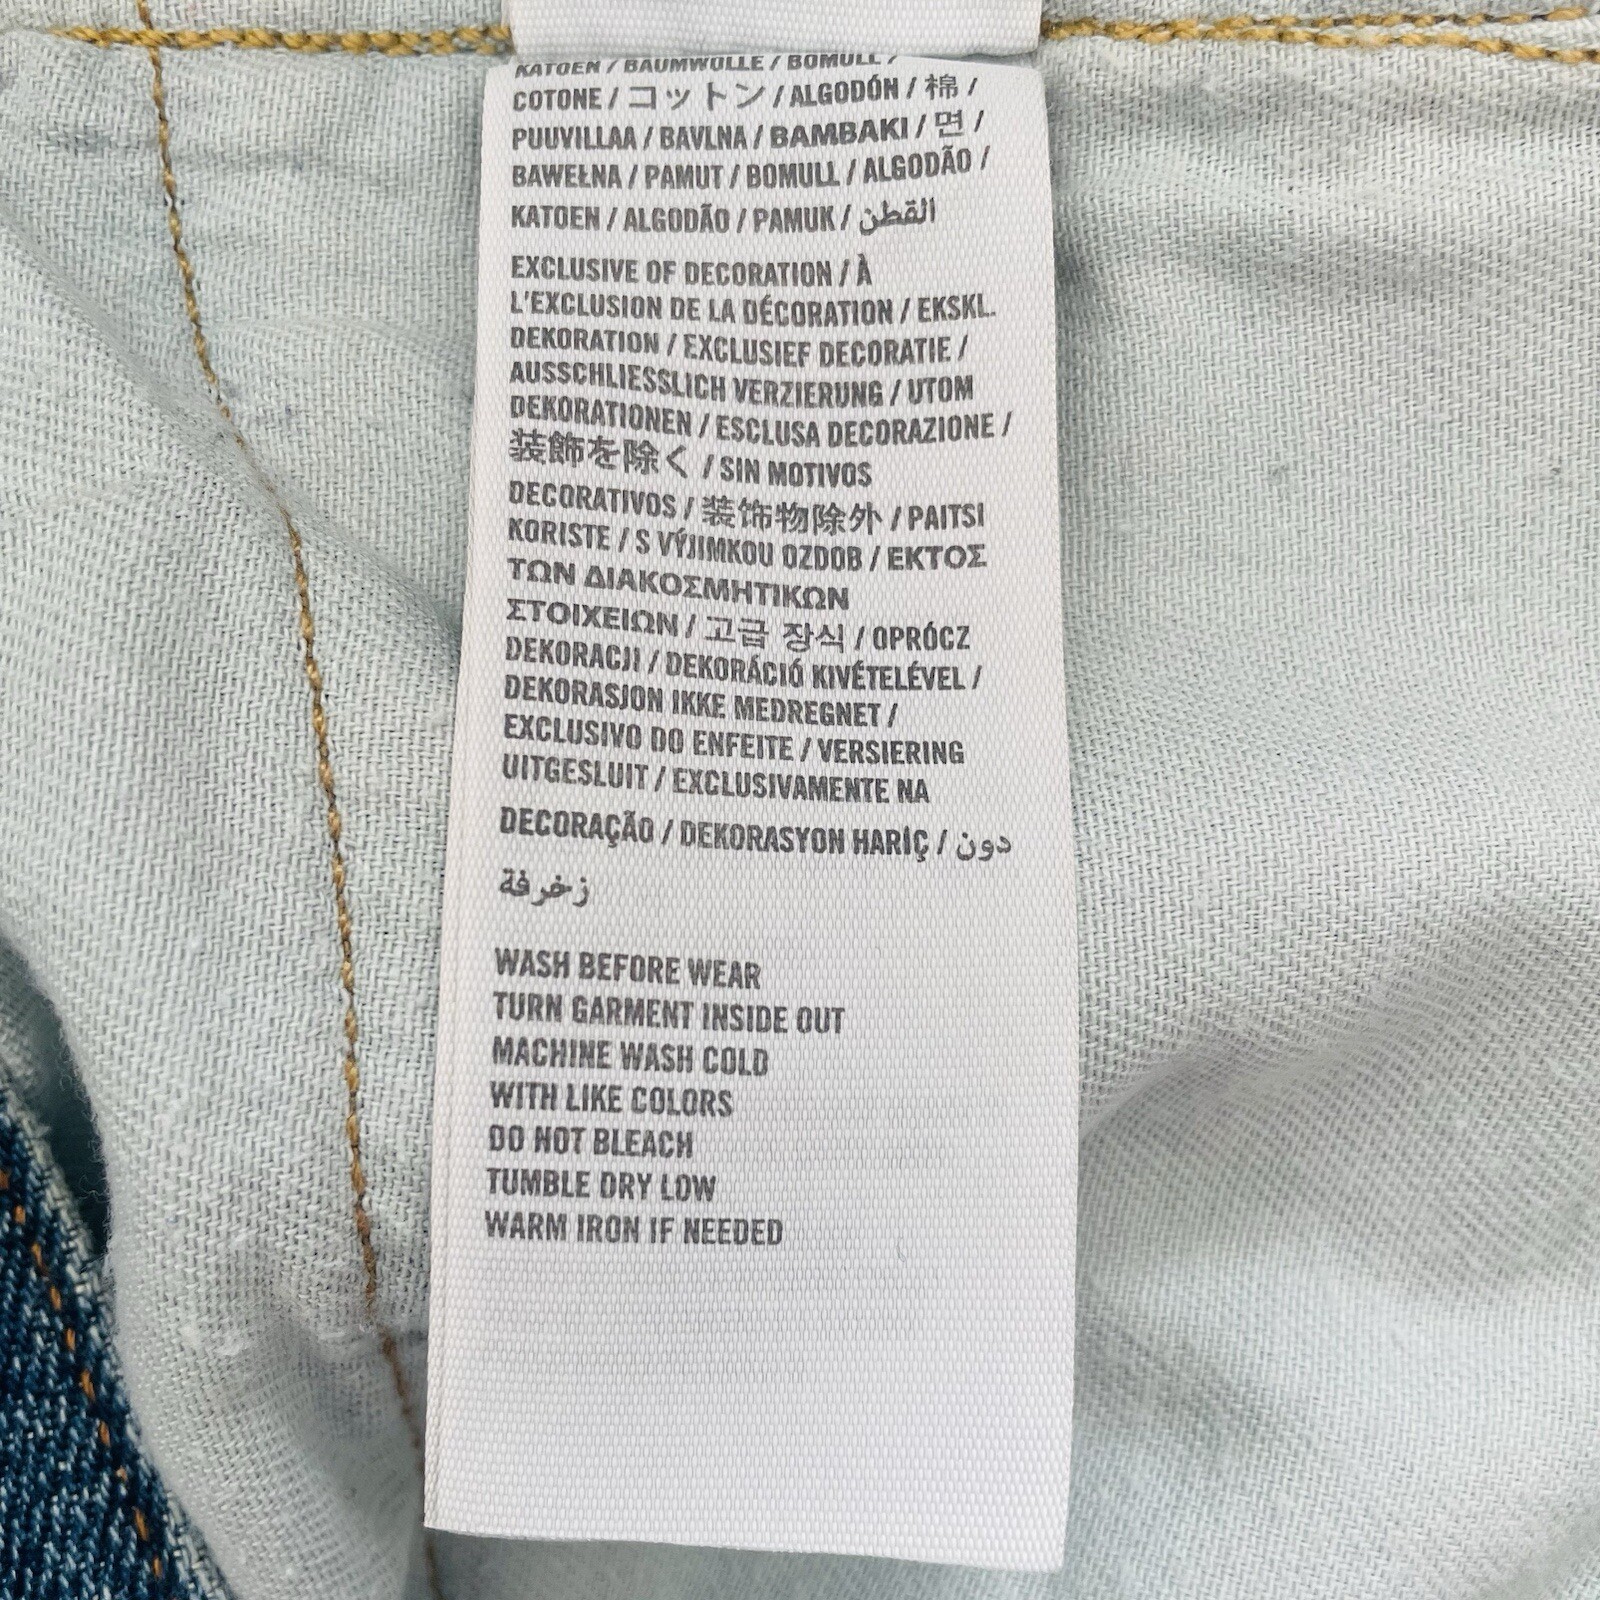 KATOEN / BAUMWOLLE / BOMULL /
COTONE / コットン / ALGODÓN / 棉 /
PUUVILLAA / BAVLNA / BAMBAKI / 면 /
BAWEŁNA / PAMUT / BOMULL / ALGODÃO /
KATOEN / ALGODÃO / PAMUK / القطن
EXCLUSIVE OF DECORATION / À
L'EXCLUSION DE LA DÉCORATION / EKSKL.
DEKORATION / EXCLUSIEF DECORATIE /
AUSSCHLIESSLICH VERZIERUNG / UTOM
DEKORATIONEN / ESCLUSA DECORAZIONE /
装飾を除く / SIN MOTIVOS
DECORATIVOS / 装饰物除外 / PAITSI
KORISTE / S VÝJIMKOU OZDOB / ΕΚΤΟΣ
ΤΩΝ ΔΙΑΚΟΣΜΗΤΙΚΩΝ
ΣΤΟΙΧΕΙΩΝ / 고급 장식 / OPRÓCZ
DEKORACJI / DEKORÁCIÓ KIVÉTELÉVEL /
DEKORASJON IKKE MEDREGNET /
EXCLUSIVO DO ENFEITE / VERSIERING
UITGESLUIT / EXCLUSIVAMENTE NA
DECORAÇÃO / DEKORASYON HARİÇ / دون
زخرفة
WASH BEFORE WEAR
TURN GARMENT INSIDE OUT
MACHINE WASH COLD
WITH LIKE COLORS
DO NOT BLEACH
TUMBLE DRY LOW
WARM IRON IF NEEDED